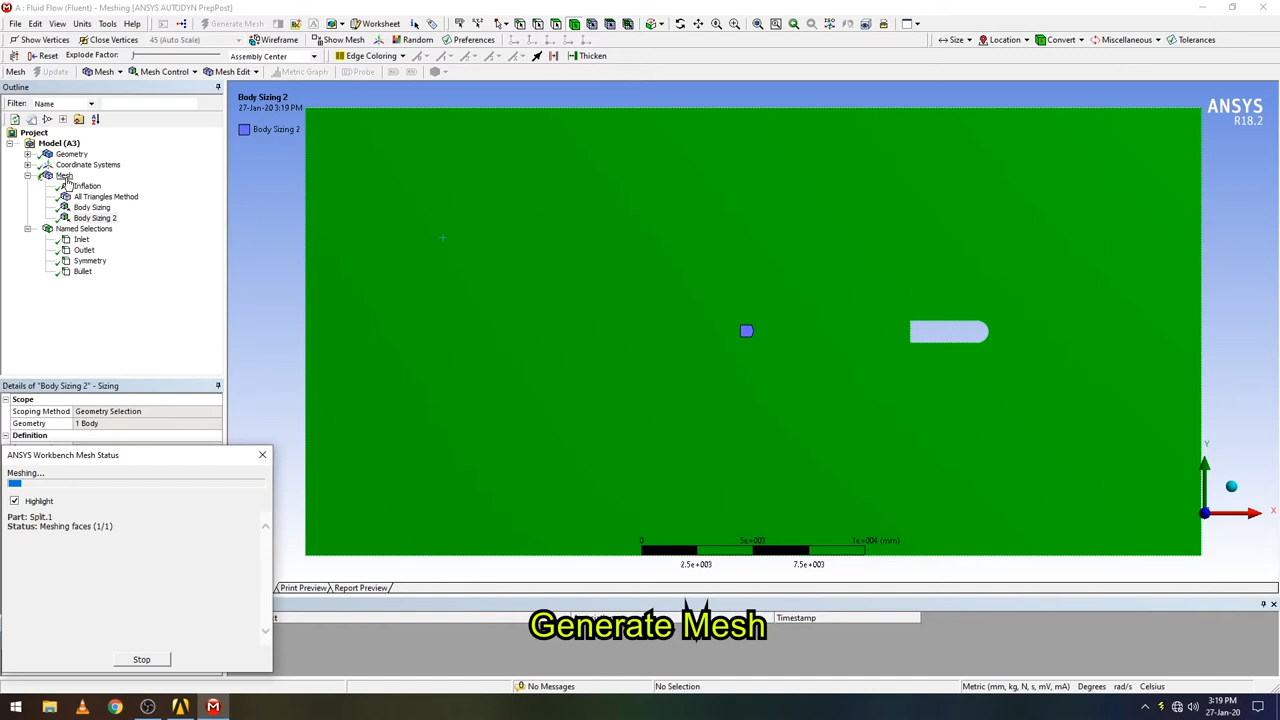 A : Fluid Flow (Fluent) - Meshing [ANSYS AUTODYN PrepPost]
File Edit View Units Tools Help Generate Mesh Worksheet
Show Vertices Close Vertices 45 (Auto Scale) Wireframe Show Mesh Random Preferences Size Location Convert Miscellaneous Tolerances
Reset Explode Factor: Assembly Center Edge Coloring Thicken
Mesh Update Mesh Mesh Control Mesh Edit Metric Graph Probe
Outline
Filter: Name
Project
Model (A3)
Geometry
Coordinate Systems
Mesh
Inflation
All Triangles Method
Body Sizing
Body Sizing 2
Named Selections
Inlet
Outlet
Symmetry
Bullet
Details of "Body Sizing 2" - Sizing
Scope
Scoping Method Geometry Selection
Geometry 1 Body
Definition
ANSYS Workbench Mesh Status
Meshing...
Highlight
Part: Split.1
Status: Meshing faces (1/1)
Stop
Body Sizing 2
27-Jan-20 3:19 PM
Body Sizing 2
ANSYS
R18.2
Y
X
0 5e+003 1e+004 (mm)
2.5e+003 7.5e+003
Print Preview Report Preview
Timestamp
Generate Mesh
No Messages No Selection Metric (mm, kg, N, s, mV, mA) Degrees rad/s Celsius
3:19 PM
27-Jan-20